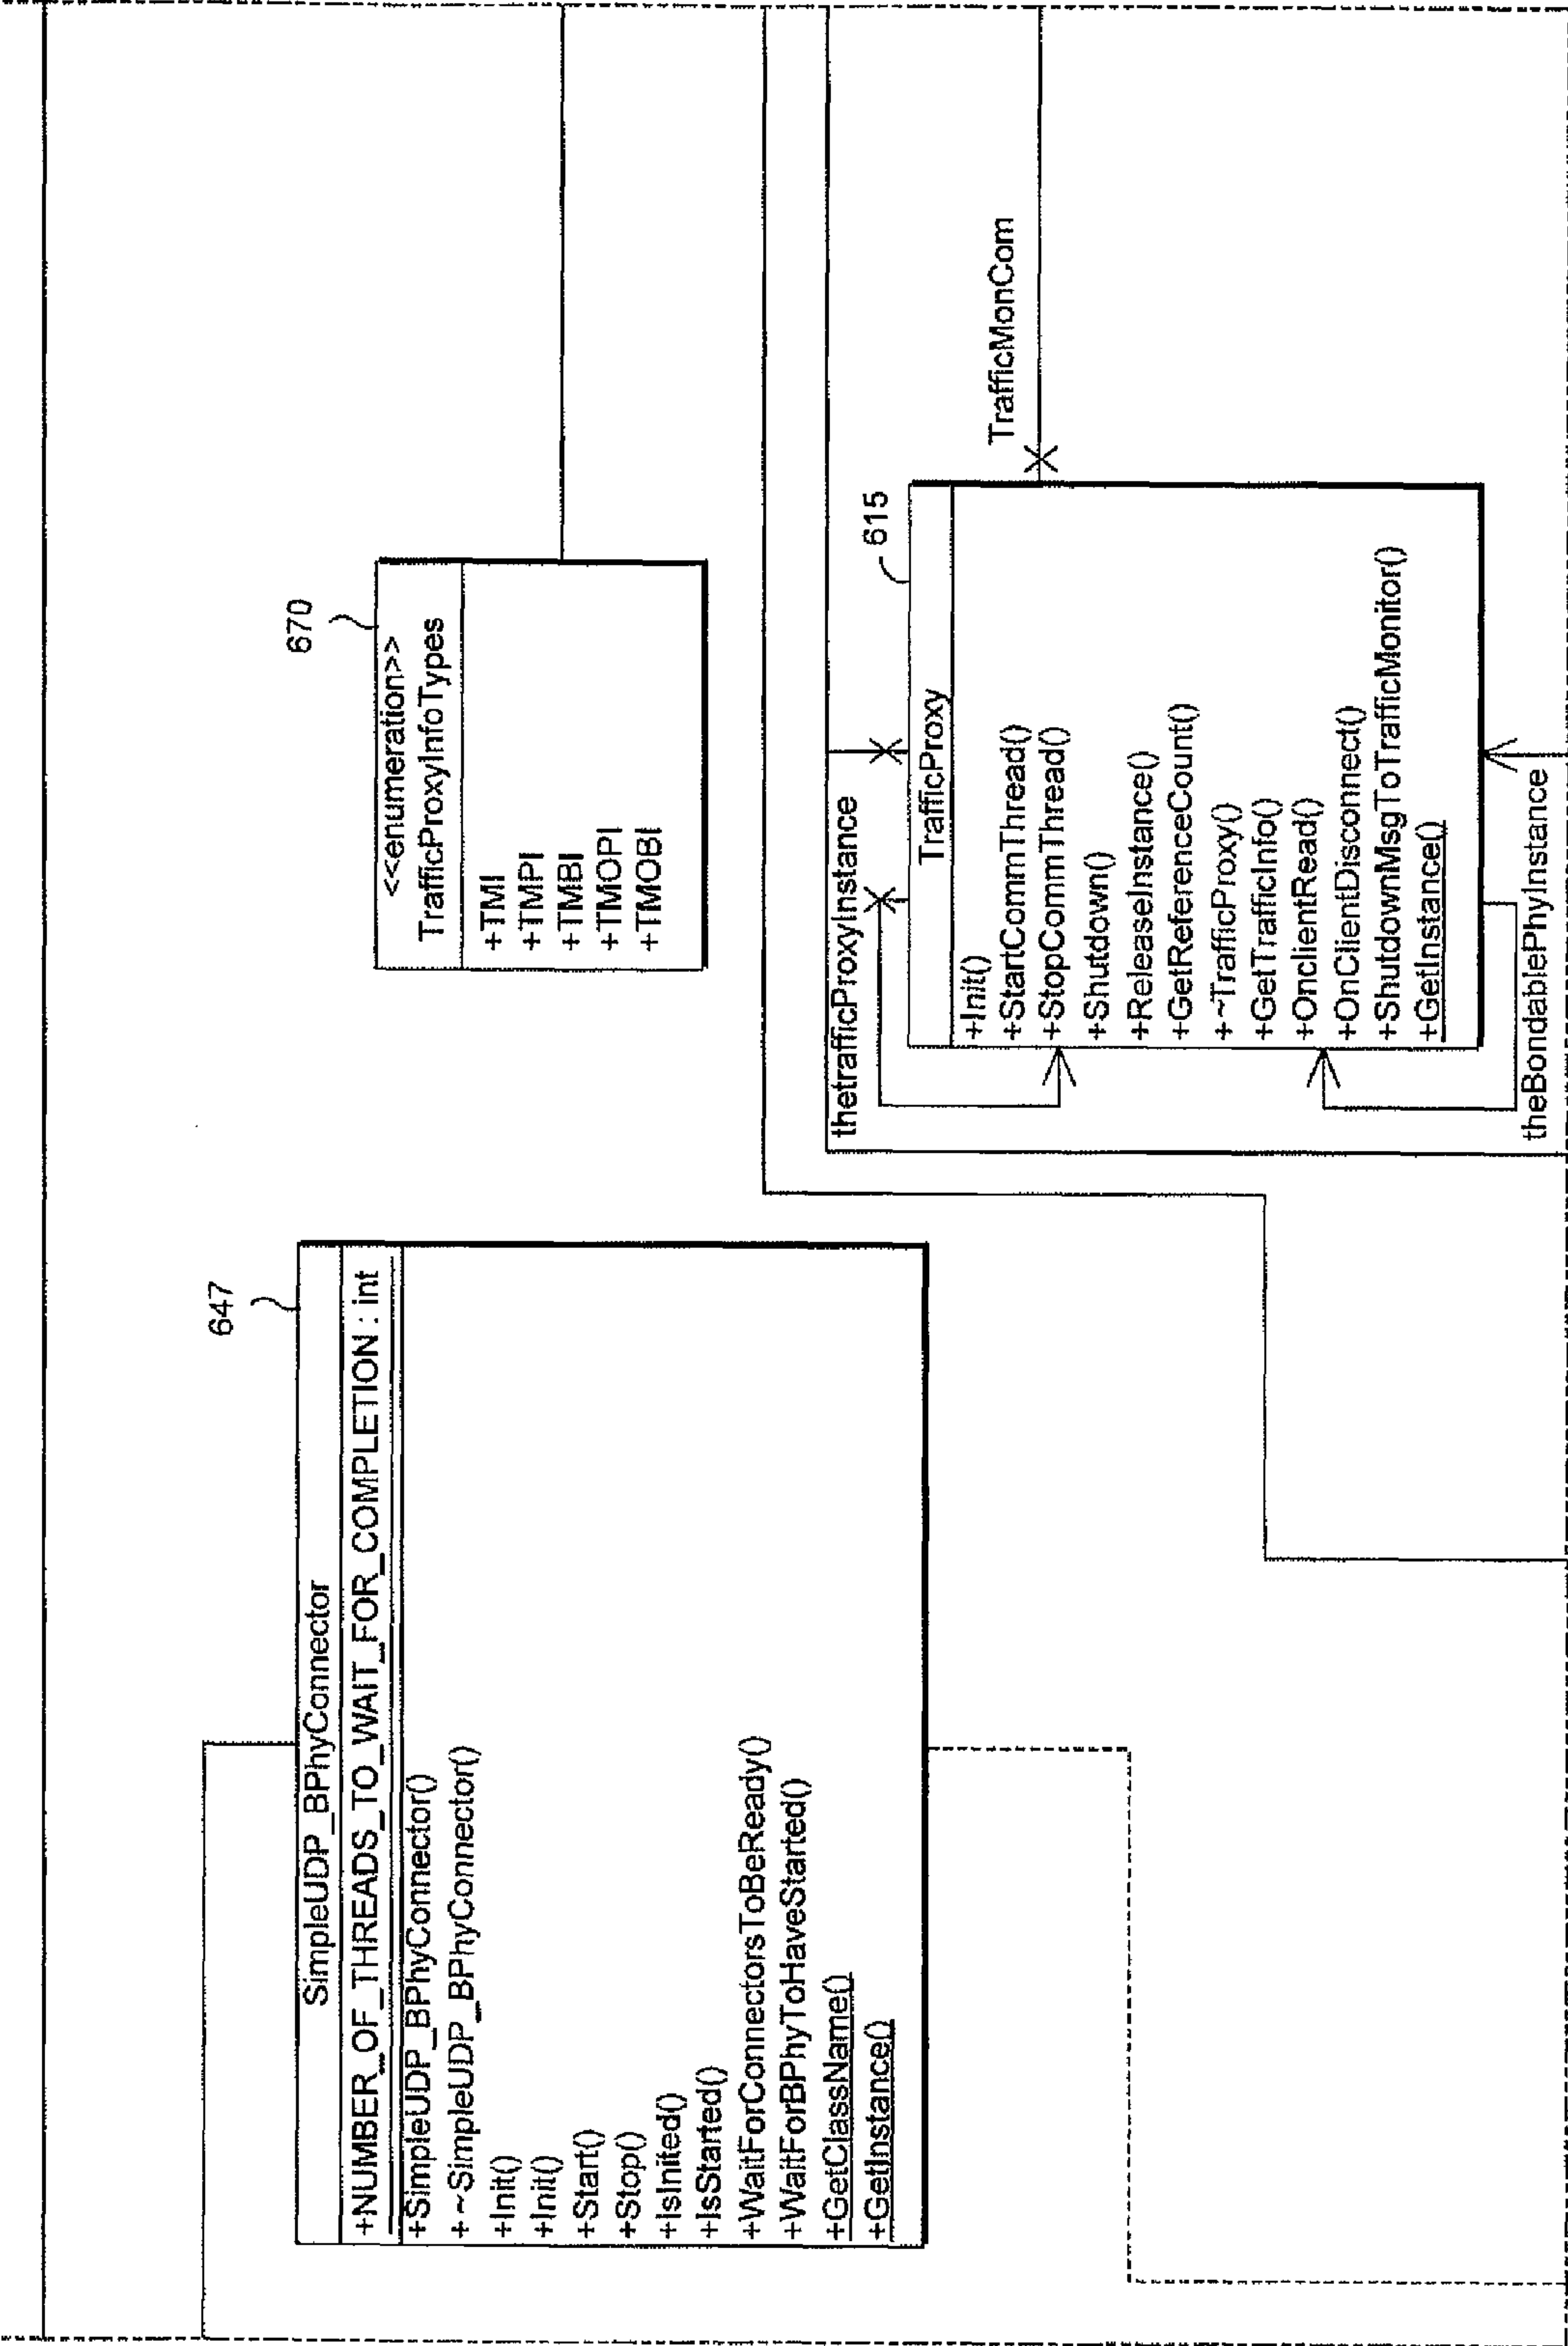 647
SimpleUDP_BPhyConnector
+NUMBER_OF_THREADS_TO_WAIT_FOR_COMPLETION : int
+SimpleUDP_BPhyConnector()
+~SimpleUDP_BPhyConnector()
+Init()
+Init()
+Start()
+Stop()
+IsInited()
+IsStarted()
+WaitForConnectorsToBeReady()
+WaitForBPhyToHaveStarted()
+GetClassName()
+GetInstance()
670
<<enumeration>>
TrafficProxyInfoTypes
+TMI
+TMPI
+TMBI
+TMOPI
+TMOBI
thetrafficProxyInstance
615
TrafficProxy
+Init()
+StartCommThread()
+StopCommThread()
+Shutdown()
+ReleseInstance()
+GetReferenceCount()
+~TrafficProxy()
+GetTrafficInfo()
+OnclientRead()
+OnClientDisconnect()
+ShutdownMsgToTrafficMonitor()
+GetInstance()
theBondablePhyInstance
TrafficMonCom